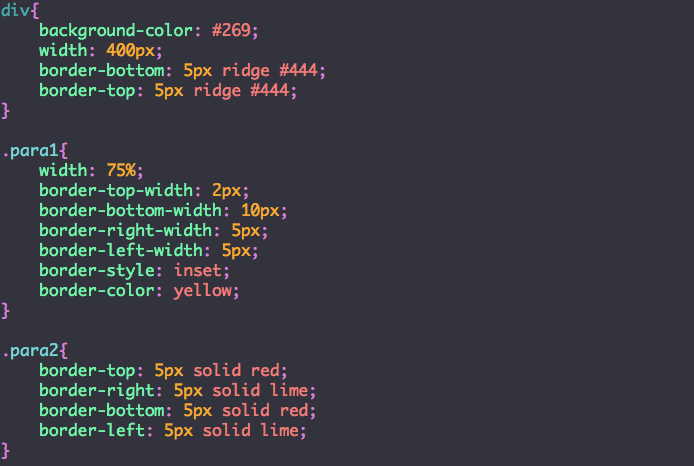 div{
    background-color: #269;
    width: 400px;
    border-bottom: 5px ridge #444;
    border-top: 5px ridge #444;
}

.para1{
    width: 75%;
    border-top-width: 2px;
    border-bottom-width: 10px;
    border-right-width: 5px;
    border-left-width: 5px;
    border-style: inset;
    border-color: yellow;
}

.para2{
    border-top: 5px solid red;
    border-right: 5px solid lime;
    border-bottom: 5px solid red;
    border-left: 5px solid lime;
}